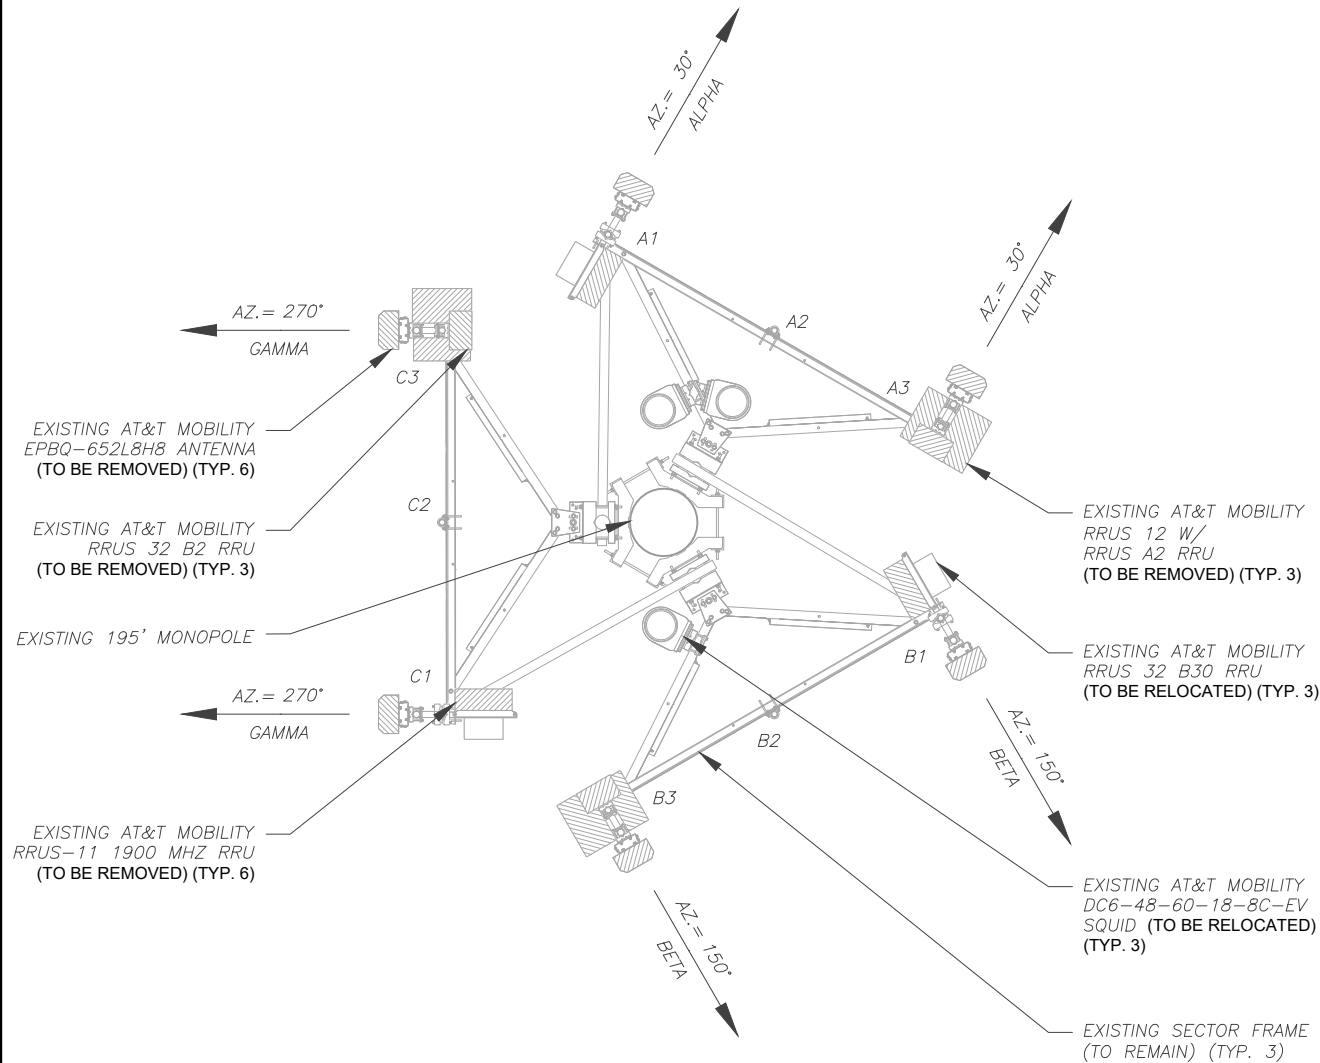 AZ.= 30°
ALPHA
AZ.= 30°
ALPHA
A1
A2
A3
AZ.= 270°
GAMMA
C3
EXISTING AT&T MOBILITY
EPBQ-652L8H8 ANTENNA
(TO BE REMOVED) (TYP. 6)
C2
EXISTING AT&T MOBILITY
RRUS 32 B2 RRU
(TO BE REMOVED) (TYP. 3)
EXISTING 195' MONOPOLE
C1
AZ.= 270°
GAMMA
EXISTING AT&T MOBILITY
RRUS-11 1900 MHZ RRU
(TO BE REMOVED) (TYP. 6)
EXISTING AT&T MOBILITY
RRUS 12 W/
RRUS A2 RRU
(TO BE REMOVED) (TYP. 3)
B1
EXISTING AT&T MOBILITY
RRUS 32 B30 RRU
(TO BE RELOCATED) (TYP. 3)
AZ.= 150°
BETA
B2
B3
AZ.= 150°
BETA
EXISTING AT&T MOBILITY
DC6-48-60-18-8C-EV
SQUID (TO BE RELOCATED)
(TYP. 3)
EXISTING SECTOR FRAME
(TO REMAIN) (TYP. 3)